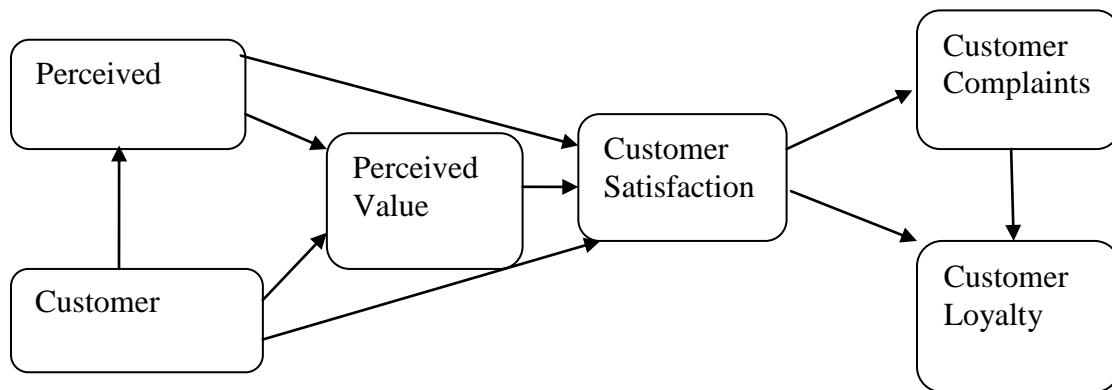 Perceived
Customer
Perceived
Value
Customer
Satisfaction
Customer
Complaints
Customer
Loyalty